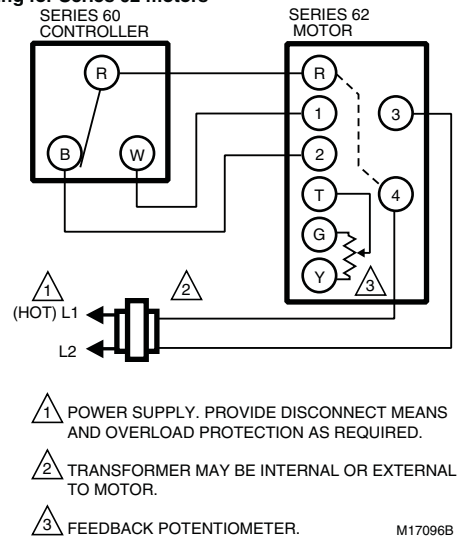 SERIES 60
CONTROLLER
SERIES 62
MOTOR
R
B
W
R
1
2
T
G
Y
3
4
3
1
2
(HOT) L1
L2
1 POWER SUPPLY. PROVIDE DISCONNECT MEANS
AND OVERLOAD PROTECTION AS REQUIRED.
2 TRANSFORMER MAY BE INTERNAL OR EXTERNAL
TO MOTOR.
3 FEEDBACK POTENTIOMETER.
M17096B